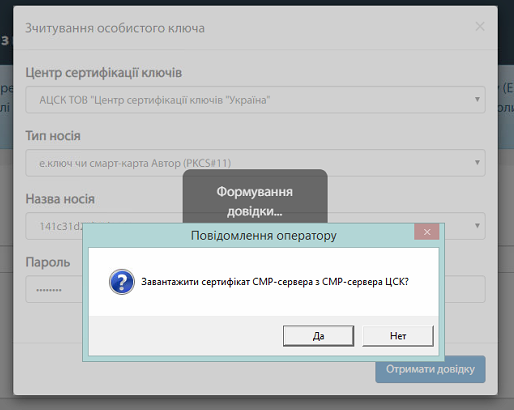 Зчитування особистого ключа
×
Центр сертифікації ключів
АЦСК ТОВ "Центр сертифікації ключів "Україна"
Тип носія
е.ключ чи смарт-карта Автор (PKCS#11)
Формування
довідки...
Назва носія
Повідомлення оператору
Пароль
••••••••
Завантажити сертифікат CMP-сервера з CMP-сервера ЦСК?
Да
Нет
Отримати довідку